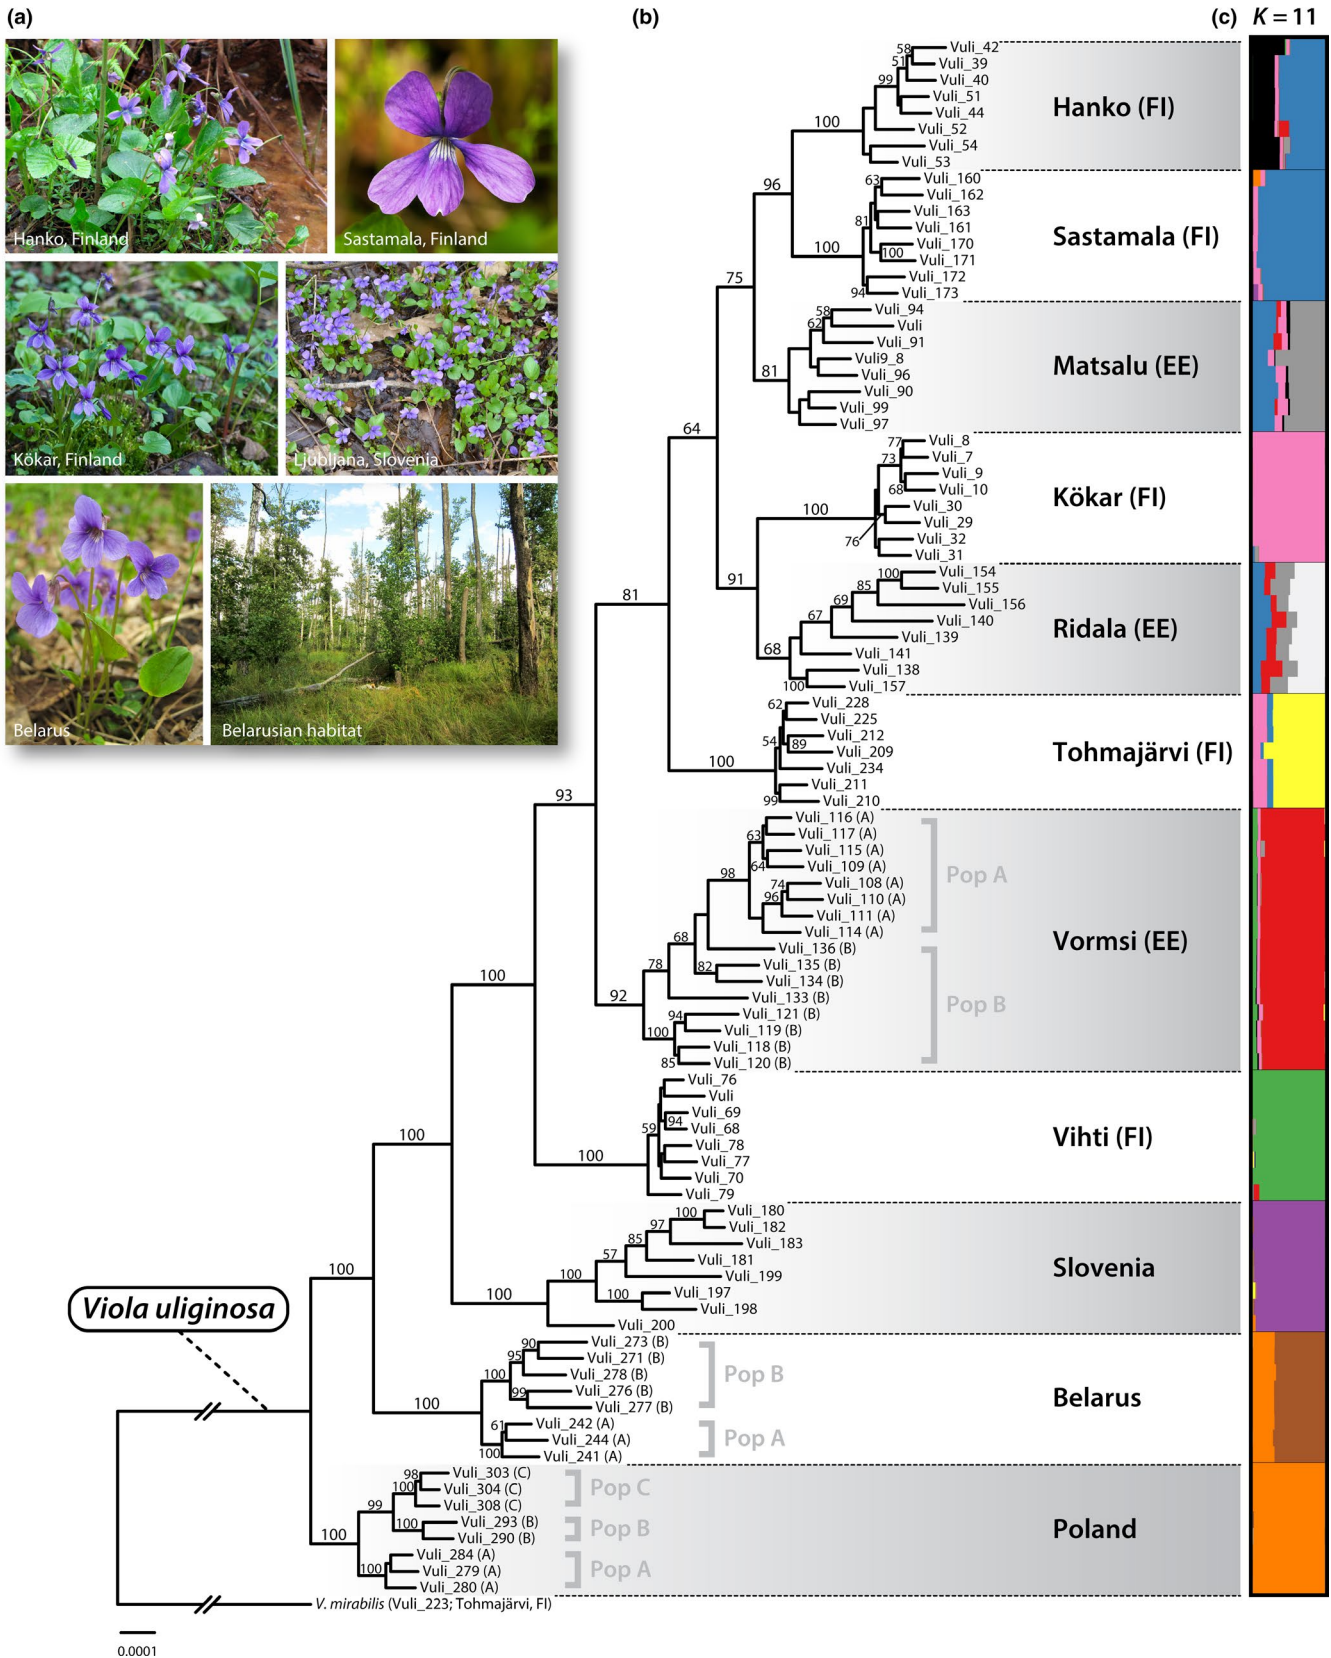 (a)
(b)
(c) K = 11
Hanko, Finland
Sastamala, Finland
Kökar, Finland
Ljubljana, Slovenia
Belarus
Belarusian habitat
58
Vuli_42
51
Vuli_39
99
Vuli_40
Vuli_51
Vuli_44
100
Vuli_52
Vuli_54
Vuli_53
Hanko (FI)
96
63
Vuli_160
Vuli_162
Vuli_163
81
Vuli_161
Vuli_170
100
100
Vuli_171
Vuli_172
94
Vuli_173
Sastamala (FI)
75
58
Vuli_94
62
Vuli
Vuli_91
Vuli9_8
81
Vuli_96
Vuli_90
Vuli_99
Vuli_97
Matsalu (EE)
64
77
Vuli_8
73
Vuli_7
Vuli_9
68
Vuli_10
100
Vuli_30
Vuli_29
76
Vuli_32
Vuli_31
Kökar (FI)
91
100
Vuli_154
85
Vuli_155
69
Vuli_156
67
Vuli_140
Vuli_139
68
Vuli_141
Vuli_138
100
Vuli_157
Ridala (EE)
81
62
Vuli_228
Vuli_225
54
Vuli_212
89
Vuli_209
100
Vuli_234
Vuli_211
99
Vuli_210
Tohmajärvi (FI)
93
Vuli_116 (A)
63
Vuli_117 (A)
Vuli_115 (A)
64
Vuli_109 (A)
98
74
Vuli_108 (A)
96
Vuli_110 (A)
Vuli_111 (A)
Vuli_114 (A)
Pop A
68
Vuli_136 (B)
78
82
Vuli_135 (B)
Vuli_134 (B)
92
Vuli_133 (B)
94
Vuli_121 (B)
100
Vuli_119 (B)
Vuli_118 (B)
85
Vuli_120 (B)
Pop B
Vormsi (EE)
100
Vuli_76
Vuli
Vuli_69
94
59
Vuli_68
Vuli_78
100
Vuli_77
Vuli_70
Vuli_79
Vihti (FI)
100
100
Vuli_180
97
Vuli_182
85
Vuli_183
57
Vuli_181
100
Vuli_199
100
100
Vuli_197
Vuli_198
Vuli_200
Slovenia
100
Viola uliginosa
90
Vuli_273 (B)
95
Vuli_271 (B)
100
Vuli_278 (B)
99
Vuli_276 (B)
Vuli_277 (B)
Pop B
100
61
Vuli_242 (A)
Vuli_244 (A)
100
Vuli_241 (A)
Pop A
Belarus
98
Vuli_303 (C)
100
Vuli_304 (C)
Vuli_308 (C)
Pop C
99
100
Vuli_293 (B)
Vuli_290 (B)
Pop B
100
Vuli_284 (A)
100
Vuli_279 (A)
Vuli_280 (A)
Pop A
Poland
V. mirabilis (Vuli_223; Tohmajärvi, FI)
0.0001